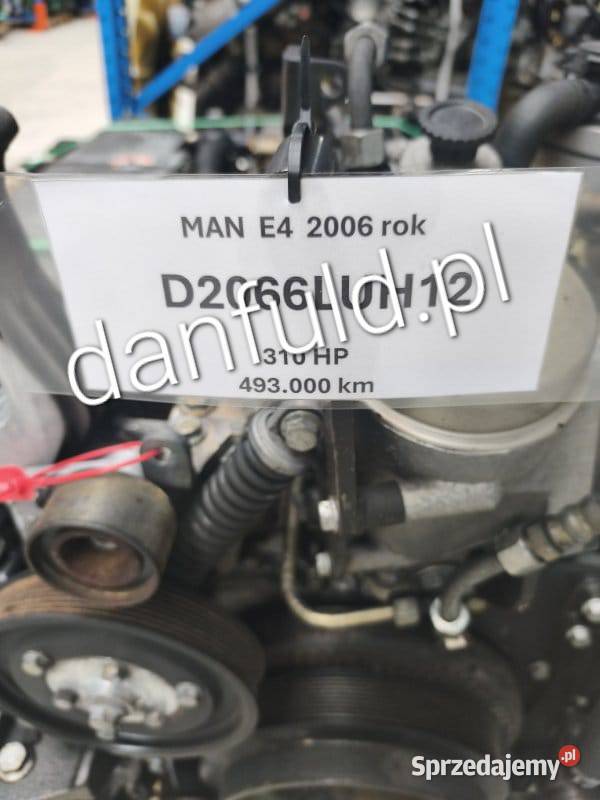 MAN E4 2006 rok
D2066LUH12
danfuld.pl
310 HP
493.000 km
Sprzedajemy.pl